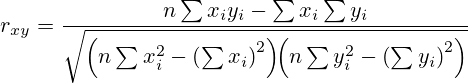 r_{xy} = \frac{n \sum x_i y_i - \sum x_i \sum y_i}{\sqrt{\left( n \sum x_i^2 - \left( \sum x_i \right)^2 \right) \left( n \sum y_i^2 - \left( \sum y_i \right)^2 \right)}}